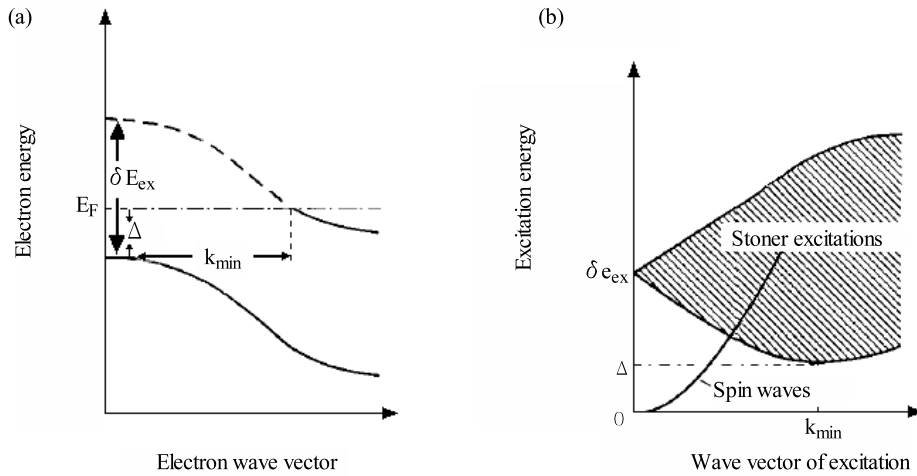 (a)
Electron energy
δ E_ex
E_F
Δ
k_min
Electron wave vector
(b)
Excitation energy
Stoner excitations
δ e_ex
Δ
Spin waves
0
k_min
Wave vector of excitation